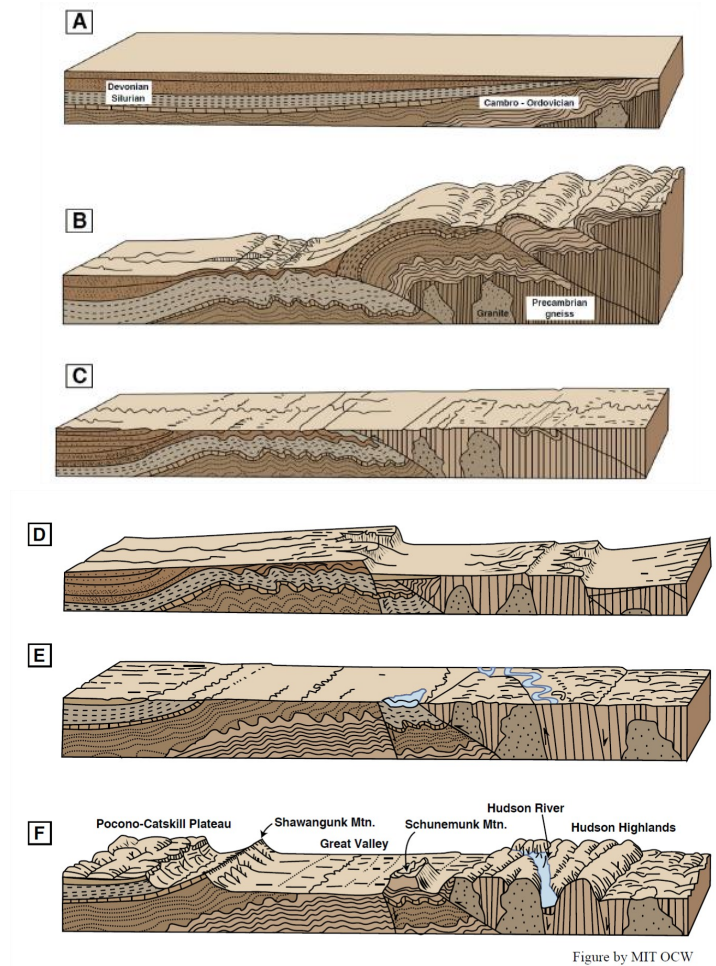 A
Devonian
Silurian
Cambro - Ordovician
B
Granite
Precambrian
gneiss
C
D
E
F
Pocono-Catskill Plateau
Shawangunk Mtn.
Great Valley
Schunemunk Mtn.
Hudson River
Hudson Highlands
Figure by MIT OCW